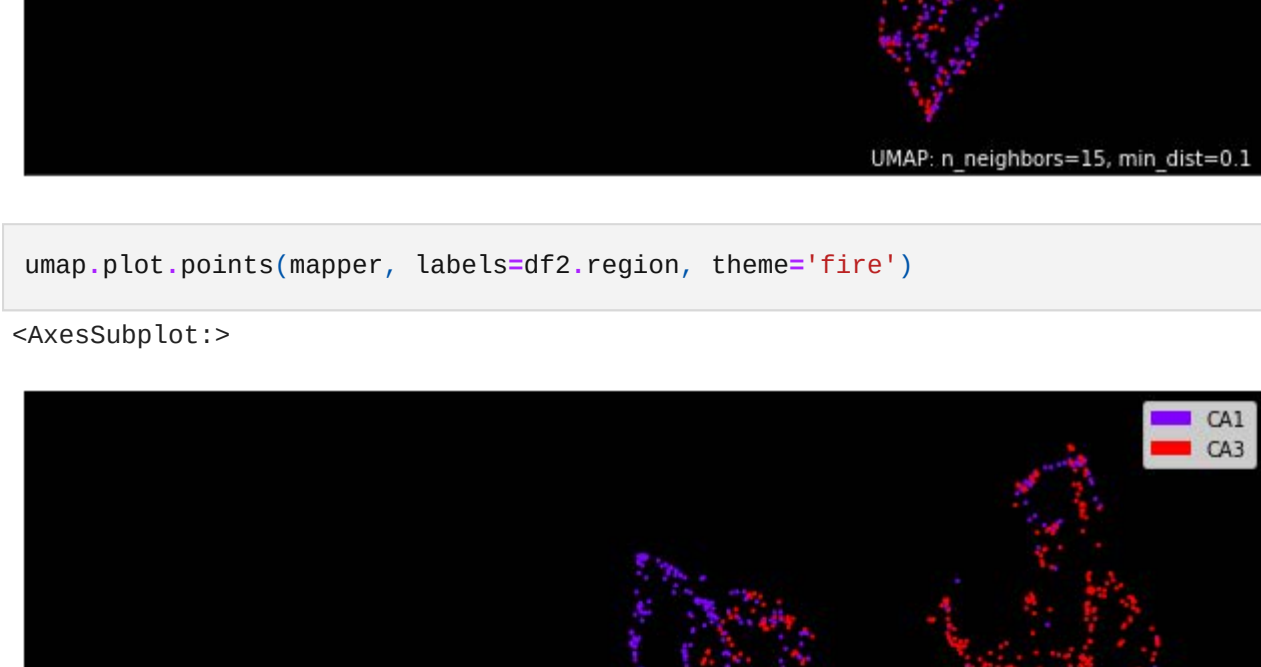 UMAP: n_neighbors=15, min_dist=0.1
umap.plot.points(mapper, labels=df2.region, theme='fire')
<AxesSubplot:>
CA1
CA3